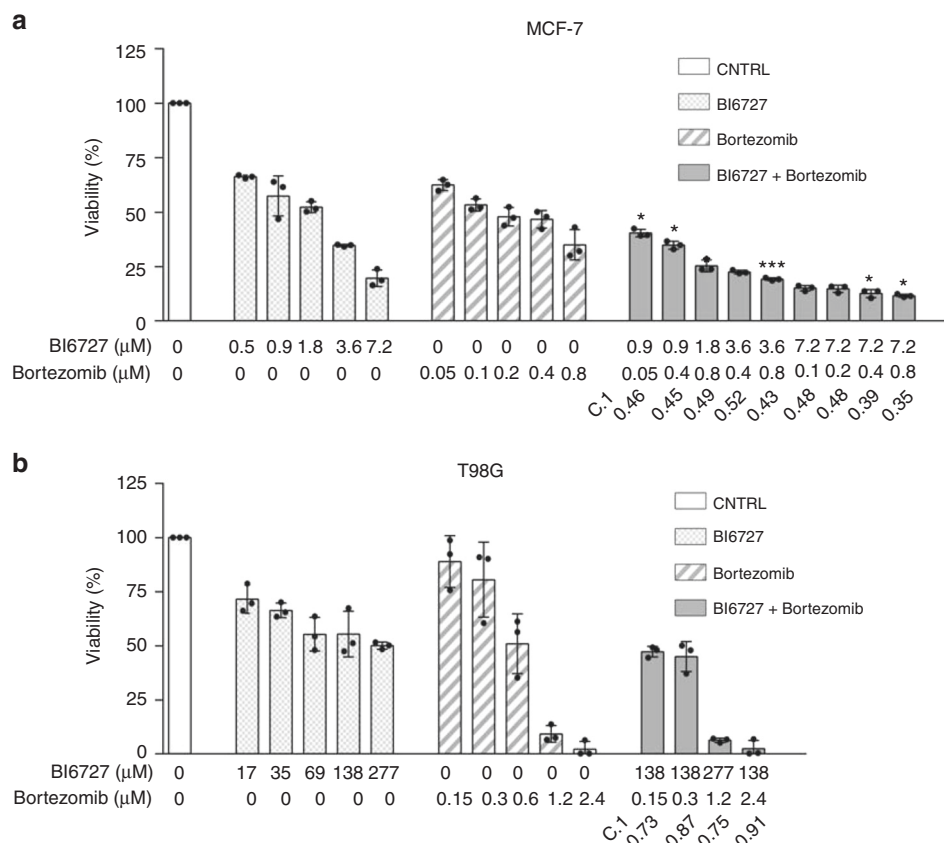 a
MCF-7
125
100
75
50
25
0
Viability (%)
CNTRL
BI6727
Bortezomib
BI6727 + Bortezomib
* * *** * *
BI6727 (µM) 0 0.5 0.9 1.8 3.6 7.2 0 0 0 0 0 0.9 0.9 1.8 3.6 3.6 7.2 7.2 7.2 7.2
Bortezomib (µM) 0 0 0 0 0 0 0.05 0.1 0.2 0.4 0.8 0.05 0.4 0.8 0.4 0.8 0.1 0.2 0.4 0.8
C.1 0.46 0.45 0.49 0.52 0.43 0.48 0.48 0.39 0.35
b
T98G
125
100
75
50
25
0
Viability (%)
CNTRL
BI6727
Bortezomib
BI6727 + Bortezomib
BI6727 (µM) 0 17 35 69 138 277 0 0 0 0 0 138 138 277 138
Bortezomib (µM) 0 0 0 0 0 0 0.15 0.3 0.6 1.2 2.4 0.15 0.3 1.2 2.4
C.1 0.73 0.87 0.75 0.91